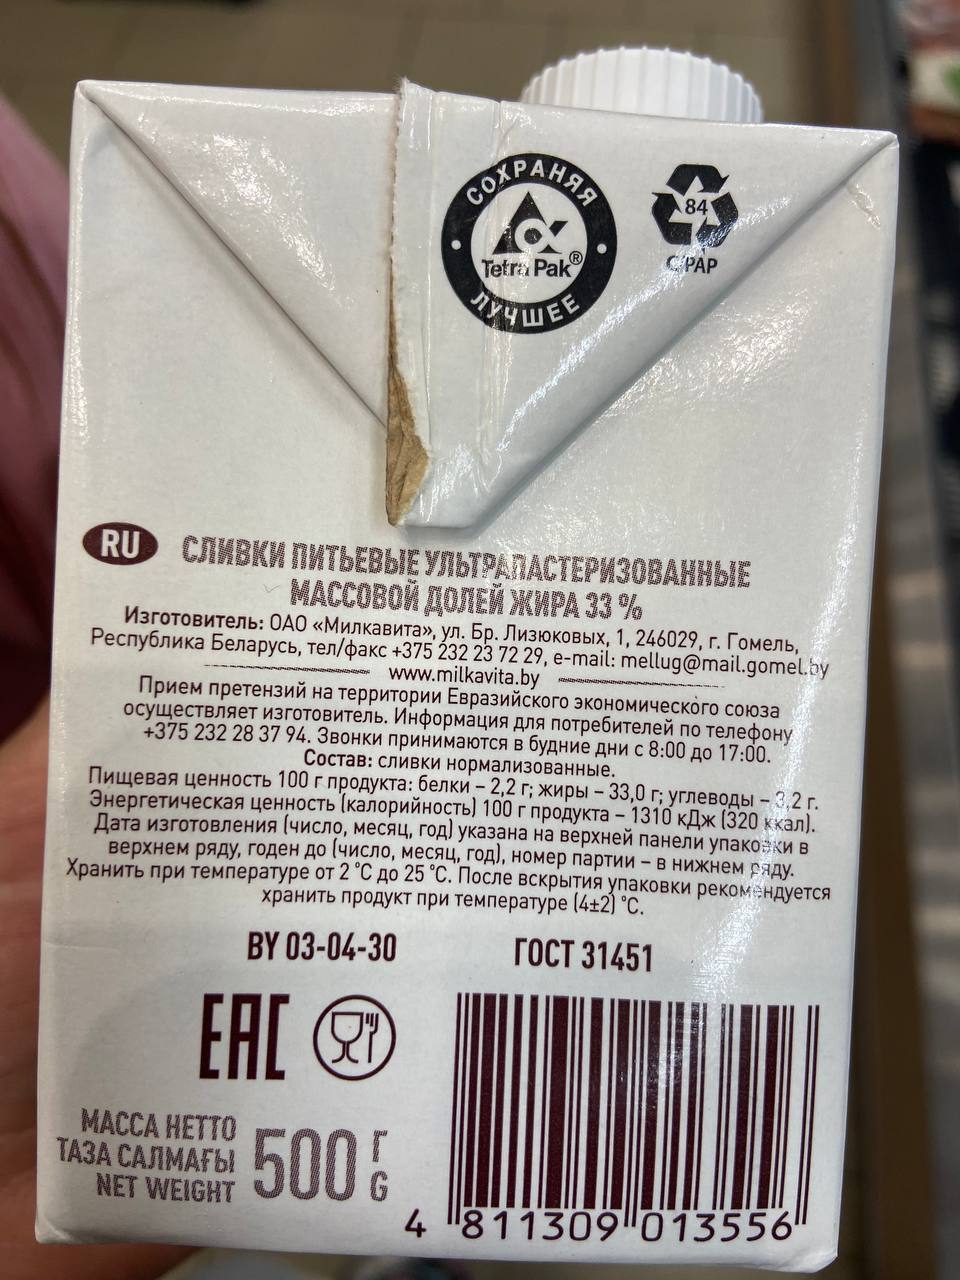 СОХРАНЯЯ
Tetra Pak®
ЛУЧШЕЕ
84
C/PAP
RU
СЛИВКИ ПИТЬЕВЫЕ УЛЬТРАПАСТЕРИЗОВАННЫЕ
МАССОВОЙ ДОЛЕЙ ЖИРА 33 %
Изготовитель: ОАО «Милкавита», ул. Бр. Лизюковых, 1, 246029, г. Гомель,
Республика Беларусь, тел/факс +375 232 23 72 29, e-mail: mellug@mail.gomel.by
www.milkavita.by
Прием претензий на территории Евразийского экономического союза
осуществляет изготовитель. Информация для потребителей по телефону
+375 232 28 37 94. Звонки принимаются в будние дни с 8:00 до 17:00.
Состав: сливки нормализованные.
Пищевая ценность 100 г продукта: белки – 2,2 г; жиры – 33,0 г; углеводы – 3,2 г.
Энергетическая ценность (калорийность) 100 г продукта – 1310 кДж (320 ккал).
Дата изготовления (число, месяц, год) указана на верхней панели упаковки в
верхнем ряду, годен до (число, месяц, год), номер партии – в нижнем ряду.
Хранить при температуре от 2 °С до 25 °С. После вскрытия упаковки рекомендуется
хранить продукт при температуре (4±2) °С.
BY 03-04-30 ГОСТ 31451
EAC
МАССА НЕТТО
ТАЗА САЛМАҒЫ
NET WEIGHT
500 Г
G
4 811309 013556